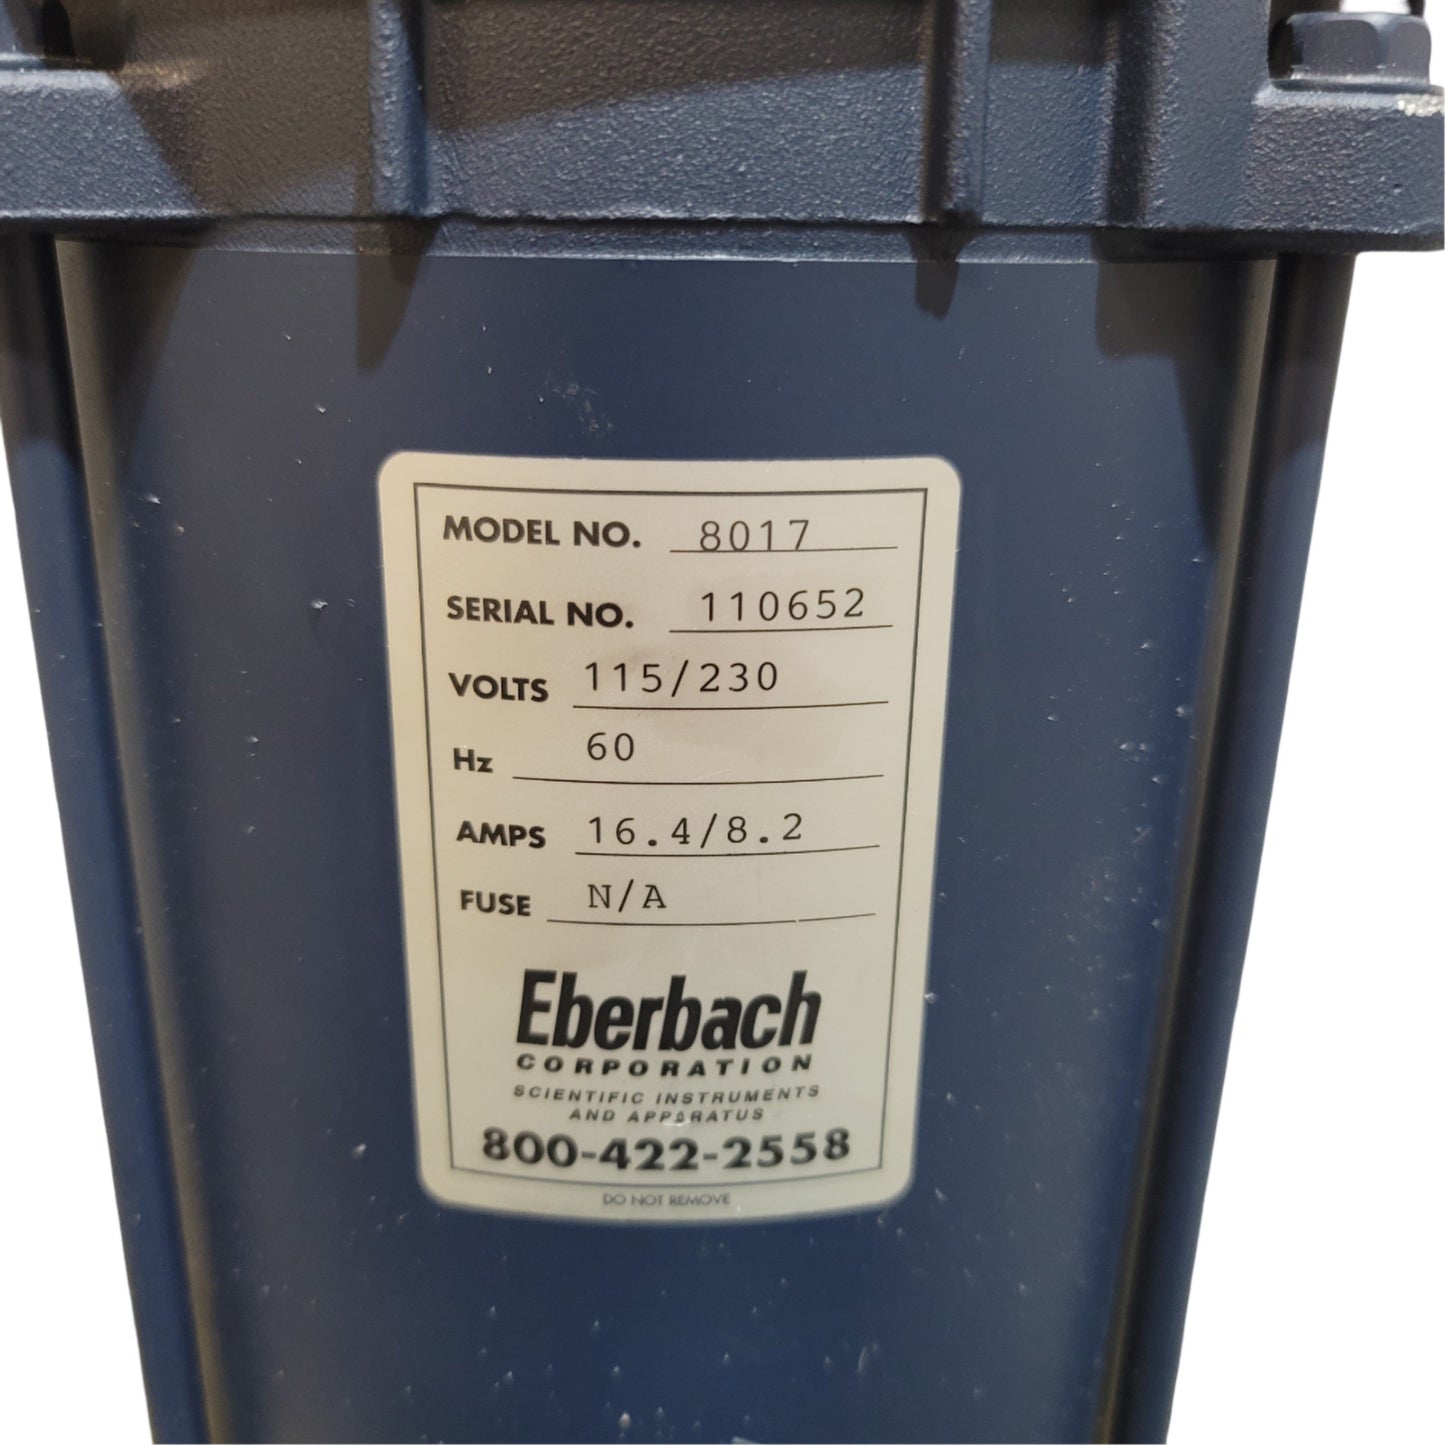 MODEL NO. 8017
SERIAL NO. 110652
VOLTS 115/230
Hz 60
AMPS 16.4/8.2
FUSE N/A
Eberbach
CORPORATION
SCIENTIFIC INSTRUMENTS
AND APPARATUS
800-422-2558
DO NOT REMOVE